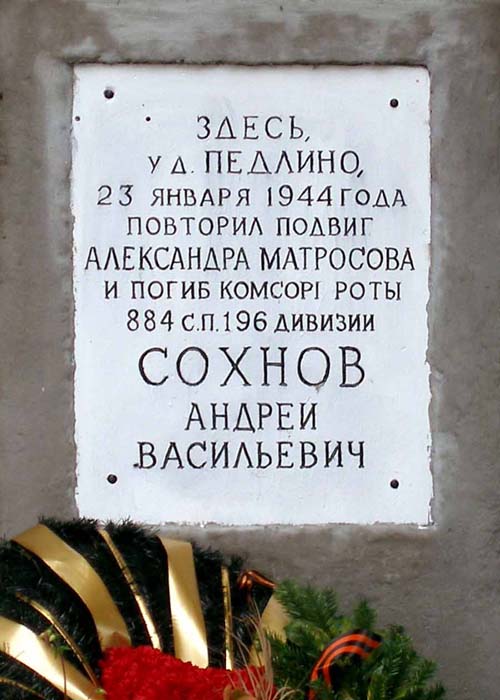 ЗДЕСЬ,
У Д. ПЕДЛИНО,
23 ЯНВАРЯ 1944 ГОДА
ПОВТОРИЛ ПОДВИГ
АЛЕКСАНДРА МАТРОСОВА
И ПОГИБ КОМСОРГ РОТЫ
884 С.П. 196 ДИВИЗИИ
СОХНОВ
АНДРЕЙ
ВАСИЛЬЕВИЧ